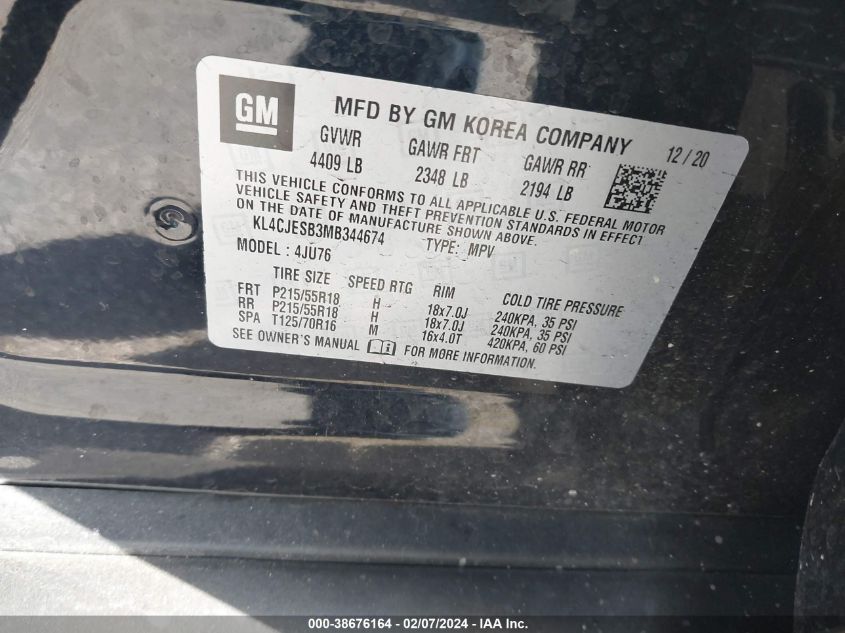 GM MFD BY GM KOREA COMPANY
GVWR GAWR FRT GAWR RR 12/20
4409 LB 2348 LB 2194 LB
THIS VEHICLE CONFORMS TO ALL APPLICABLE U.S. FEDERAL MOTOR
VEHICLE SAFETY AND THEFT PREVENTION STANDARDS IN EFFECT
ON THE DATE OF MANUFACTURE SHOWN ABOVE.
KL4CJESB3MB344674 TYPE: MPV
MODEL: 4JU76
TIRE SIZE SPEED RTG RIM COLD TIRE PRESSURE
FRT P215/55R18 H 18x7.0J 240KPA, 35 PSI
RR P215/55R18 H 18x7.0J 240KPA, 35 PSI
SPA T125/70R16 M 16x4.0T 420KPA, 60 PSI
SEE OWNER'S MANUAL FOR MORE INFORMATION.
000-38676164 - 02/07/2024 - IAA Inc.